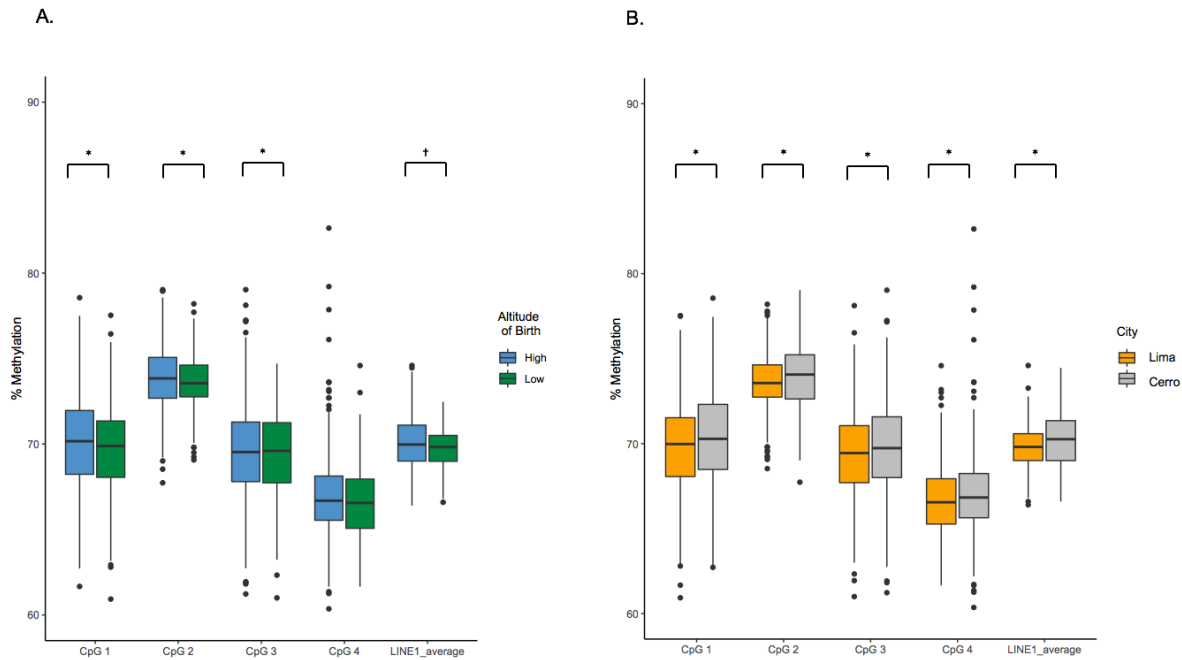 A.
90
80
70
60
% Methylation
* * * †
CpG 1 CpG 2 CpG 3 CpG 4 LINE1_average
Altitude
of Birth
High
Low
B.
90
80
70
60
% Methylation
* * * * *
CpG 1 CpG 2 CpG 3 CpG 4 LINE1_average
City
Lima
Cerro